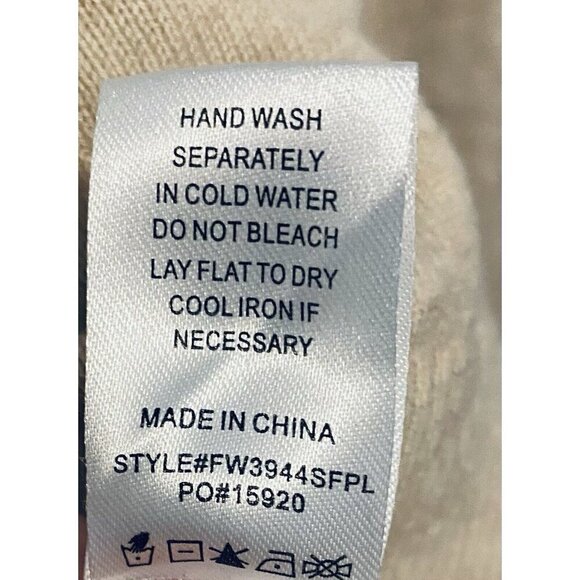 HAND WASH
SEPARATELY
IN COLD WATER
DO NOT BLEACH
LAY FLAT TO DRY
COOL IRON IF
NECESSARY
MADE IN CHINA
STYLE#FW3944SFPL
PO#15920